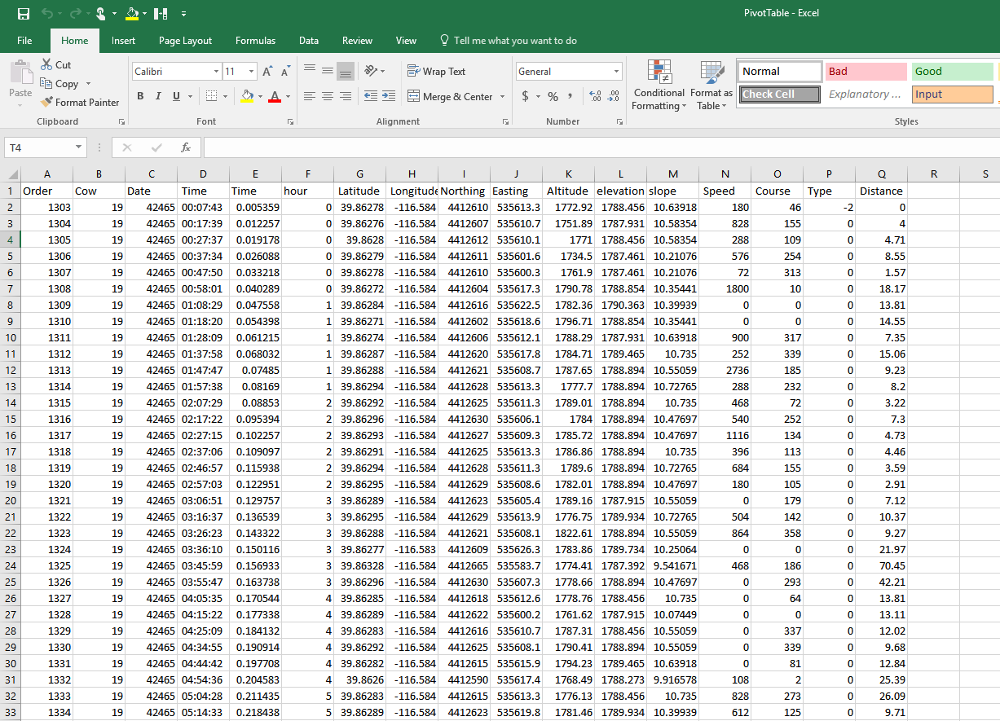 PivotTable - Excel
File Home Insert Page Layout Formulas Data Review View Tell me what you want to do
Cut
Copy
Paste
Format Painter
Clipboard
Calibri 11 A A
B I U A
Font
Wrap Text
Merge & Center
Alignment
General
$ % ,
Number
Conditional Formatting
Format as Table
Normal Bad Good
Check Cell Explanatory ... Input
Styles
T4 fx
A B C D E F G H I J K L M N O P Q R S
1 Order Cow Date Time Time hour Latitude Longitude Northing Easting Altitude elevation slope Speed Course Type Distance
2 1303 19 42465 00:07:43 0.005359 0 39.86278 -116.584 4412610 535613.3 1772.92 1788.456 10.63918 180 46 -2 0
3 1304 19 42465 00:17:39 0.012257 0 39.86276 -116.584 4412607 535610.7 1751.89 1787.931 10.58354 828 155 0 4
4 1305 19 42465 00:27:37 0.019178 0 39.8628 -116.584 4412612 535610.1 1771 1788.456 10.58354 288 109 0 4.71
5 1306 19 42465 00:37:34 0.026088 0 39.86279 -116.584 4412611 535601.6 1734.5 1787.461 10.21076 576 254 0 8.55
6 1307 19 42465 00:47:50 0.033218 0 39.86278 -116.584 4412610 535600.3 1761.9 1787.461 10.21076 72 313 0 1.57
7 1308 19 42465 00:58:01 0.040289 0 39.86272 -116.584 4412604 535617.3 1790.78 1788.854 10.35441 1800 10 0 18.17
8 1309 19 42465 01:08:29 0.047558 1 39.86284 -116.584 4412616 535622.5 1782.36 1790.363 10.39939 0 0 0 13.81
9 1310 19 42465 01:18:20 0.054398 1 39.86271 -116.584 4412602 535618.6 1796.71 1788.854 10.35441 0 0 0 14.55
10 1311 19 42465 01:28:09 0.061215 1 39.86274 -116.584 4412606 535612.1 1788.29 1787.931 10.63918 900 317 0 7.35
11 1312 19 42465 01:37:58 0.068032 1 39.86287 -116.584 4412620 535617.8 1784.71 1789.465 10.735 252 339 0 15.06
12 1313 19 42465 01:47:47 0.07485 1 39.86288 -116.584 4412621 535608.7 1787.65 1788.894 10.55059 2736 185 0 9.23
13 1314 19 42465 01:57:38 0.08169 1 39.86294 -116.584 4412628 535613.3 1777.7 1788.894 10.72765 288 232 0 8.2
14 1315 19 42465 02:07:29 0.08853 2 39.86292 -116.584 4412625 535611.3 1789.01 1788.894 10.735 468 72 0 3.22
15 1316 19 42465 02:17:22 0.095394 2 39.86296 -116.584 4412630 535606.1 1784 1788.894 10.47697 540 252 0 7.3
16 1317 19 42465 02:27:15 0.102257 2 39.86293 -116.584 4412627 535609.3 1785.72 1788.894 10.47697 1116 134 0 4.73
17 1318 19 42465 02:37:06 0.109097 2 39.86291 -116.584 4412625 535613.3 1786.86 1788.894 10.735 396 113 0 4.46
18 1319 19 42465 02:46:57 0.115938 2 39.86294 -116.584 4412628 535611.3 1789.6 1788.894 10.72765 684 155 0 3.59
19 1320 19 42465 02:57:03 0.122951 2 39.86295 -116.584 4412629 535608.6 1782.01 1788.894 10.47697 180 105 0 2.91
20 1321 19 42465 03:06:51 0.129757 3 39.86289 -116.584 4412623 535605.4 1789.16 1787.915 10.55059 0 179 0 7.12
21 1322 19 42465 03:16:37 0.136539 3 39.86295 -116.584 4412629 535613.9 1776.75 1789.934 10.72765 504 142 0 10.37
22 1323 19 42465 03:26:23 0.143322 3 39.86288 -116.584 4412621 535608.1 1822.61 1788.894 10.55059 864 358 0 9.27
23 1324 19 42465 03:36:10 0.150116 3 39.86277 -116.583 4412609 535626.3 1783.86 1789.734 10.25064 0 0 0 21.97
24 1325 19 42465 03:45:59 0.156933 3 39.86328 -116.584 4412665 535583.7 1774.41 1787.392 9.541671 468 186 0 70.45
25 1326 19 42465 03:55:47 0.163738 3 39.86296 -116.584 4412630 535607.3 1778.66 1788.894 10.47697 0 293 0 42.21
26 1327 19 42465 04:05:35 0.170544 4 39.86285 -116.584 4412618 535612.6 1778.76 1788.456 10.735 0 64 0 13.81
27 1328 19 42465 04:15:22 0.177338 4 39.86289 -116.584 4412622 535600.2 1761.62 1787.915 10.07449 0 0 0 13.11
28 1329 19 42465 04:25:09 0.184132 4 39.86283 -116.584 4412616 535610.7 1787.31 1788.456 10.55059 0 337 0 12.02
29 1330 19 42465 04:34:55 0.190914 4 39.86292 -116.584 4412625 535608.1 1790.41 1788.894 10.55059 0 339 0 9.68
30 1331 19 42465 04:44:42 0.197708 4 39.86282 -116.584 4412615 535615.9 1794.23 1789.465 10.63918 0 81 0 12.84
31 1332 19 42465 04:54:36 0.204583 4 39.8626 -116.584 4412590 535617.4 1768.49 1788.273 9.916578 108 2 0 25.39
32 1333 19 42465 05:04:28 0.211435 5 39.86283 -116.584 4412615 535613.3 1776.13 1788.456 10.735 828 273 0 26.09
33 1334 19 42465 05:14:33 0.218438 5 39.86289 -116.584 4412623 535619.8 1781.46 1789.934 10.39939 612 125 0 9.71